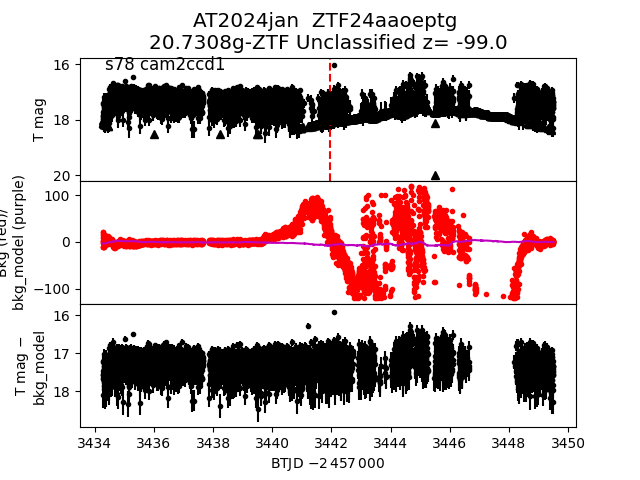 AT2024jan  ZTF24aaoeptg
20.7308g-ZTF Unclassified z= -99.0
s78 cam2ccd1
T mag
16
18
20
Bkg (red)/
bkg_model (purple)
100
0
−100
T mag −
bkg_model
16
17
18
3434 3436 3438 3440 3442 3444 3446 3448 3450
BTJD −2 457 000